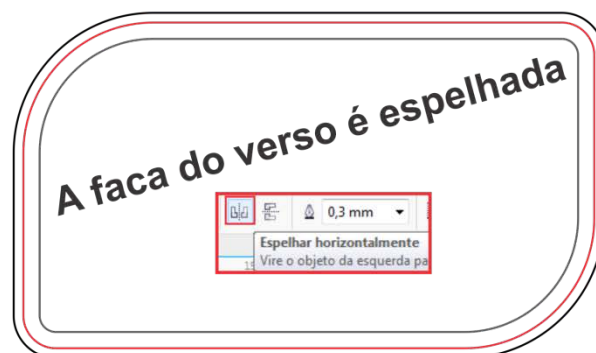 A faca do verso é espelhada
0,3 mm
Espelhar horizontalmente
Vire o objeto da esquerda pa